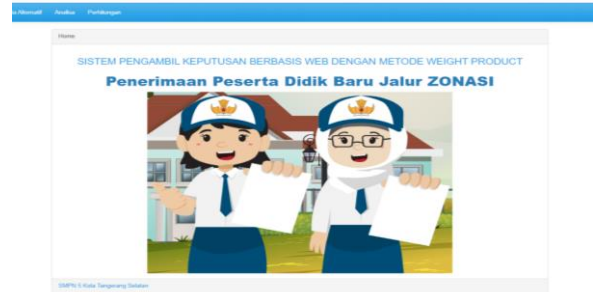 Alternatif Analisa Perhitungan
Home
SISTEM PENGAMBIL KEPUTUSAN BERBASIS WEB DENGAN METODE WEIGHT PRODUCT
Penerimaan Peserta Didik Baru Jalur ZONASI
SMPN 5 Kota Tangerang Selatan